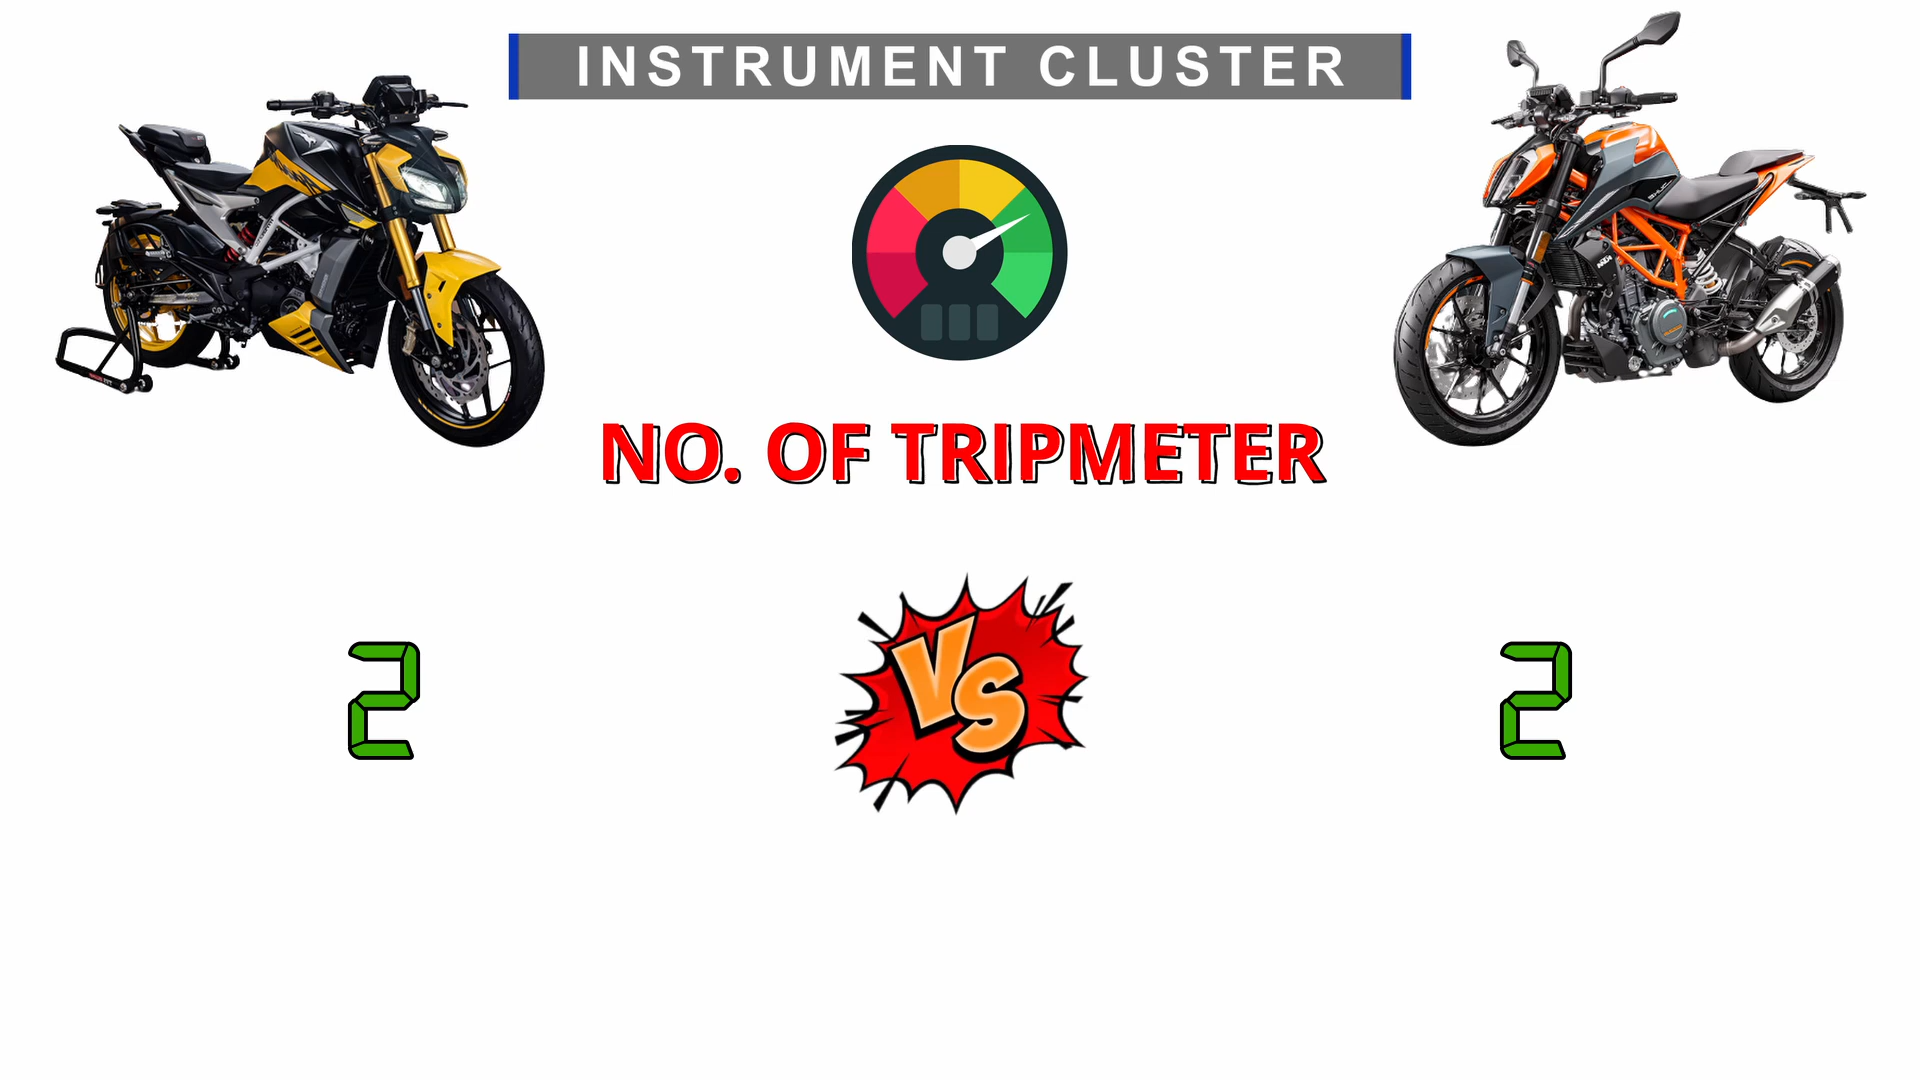 INSTRUMENT CLUSTER
NO. OF TRIPMETER
VS
2
2